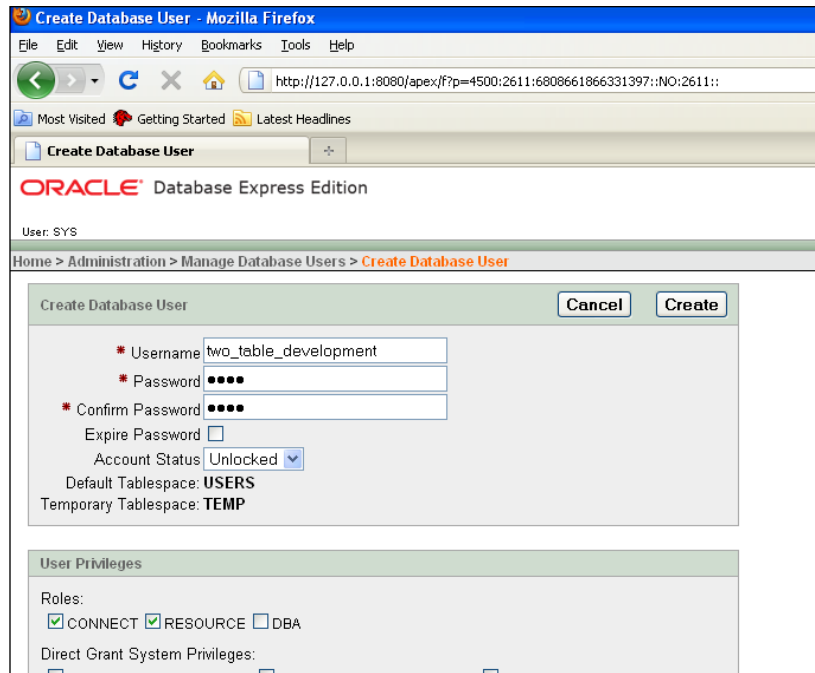 Create Database User - Mozilla Firefox
File Edit View History Bookmarks Tools Help
http://127.0.0.1:8080/apex/f?p=4500:2611:6808661866331397::NO:2611::
Most Visited Getting Started Latest Headlines
Create Database User
ORACLE Database Express Edition
User: SYS
Home > Administration > Manage Database Users > Create Database User
Create Database User Cancel Create
* Username two_table_development
* Password ●●●●
* Confirm Password ●●●●
Expire Password
Account Status Unlocked
Default Tablespace: USERS
Temporary Tablespace: TEMP
User Privileges
Roles:
CONNECT RESOURCE DBA
Direct Grant System Privileges: